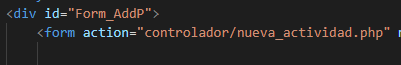 <div id="Form_AddP">
<form action="controlador/nueva_actividad.php"